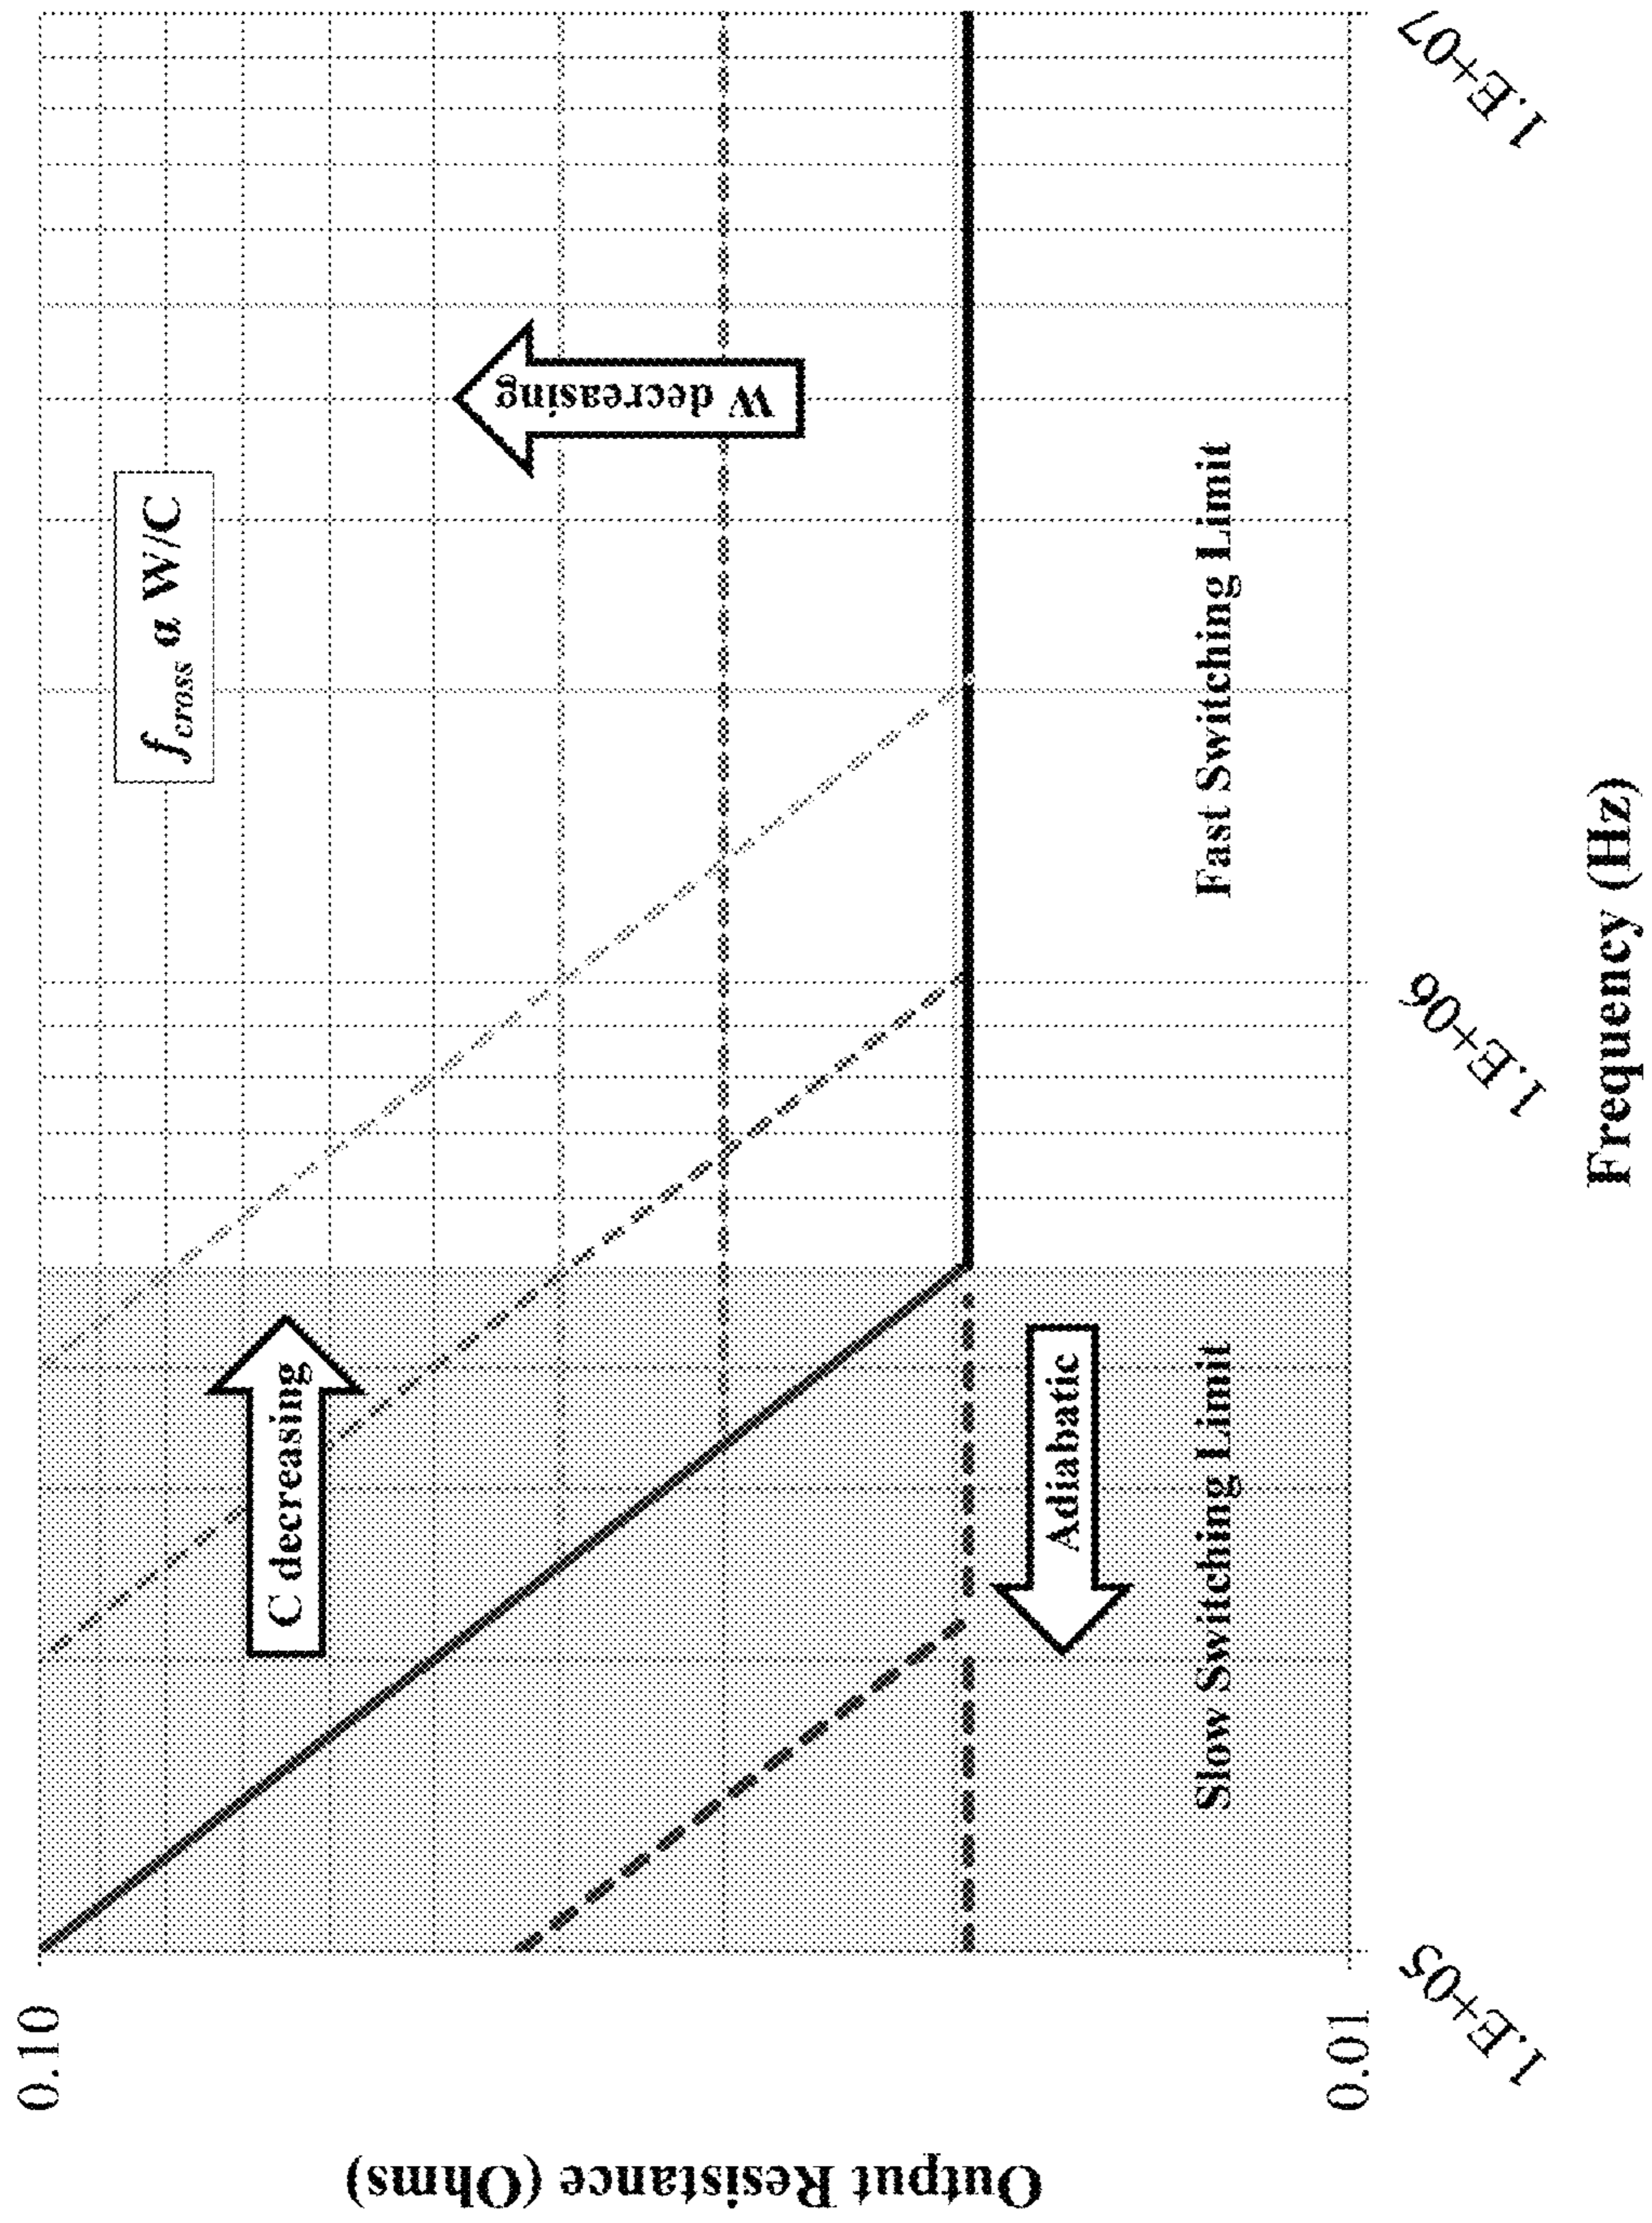 Output Resistance (Ohms)
0.10
0.01
f_cross α W/C
C decreasing
W decreasing
Adiabatic
Slow Switching Limit
Fast Switching Limit
1.E+05
1.E+06
1.E+07
Frequency (Hz)